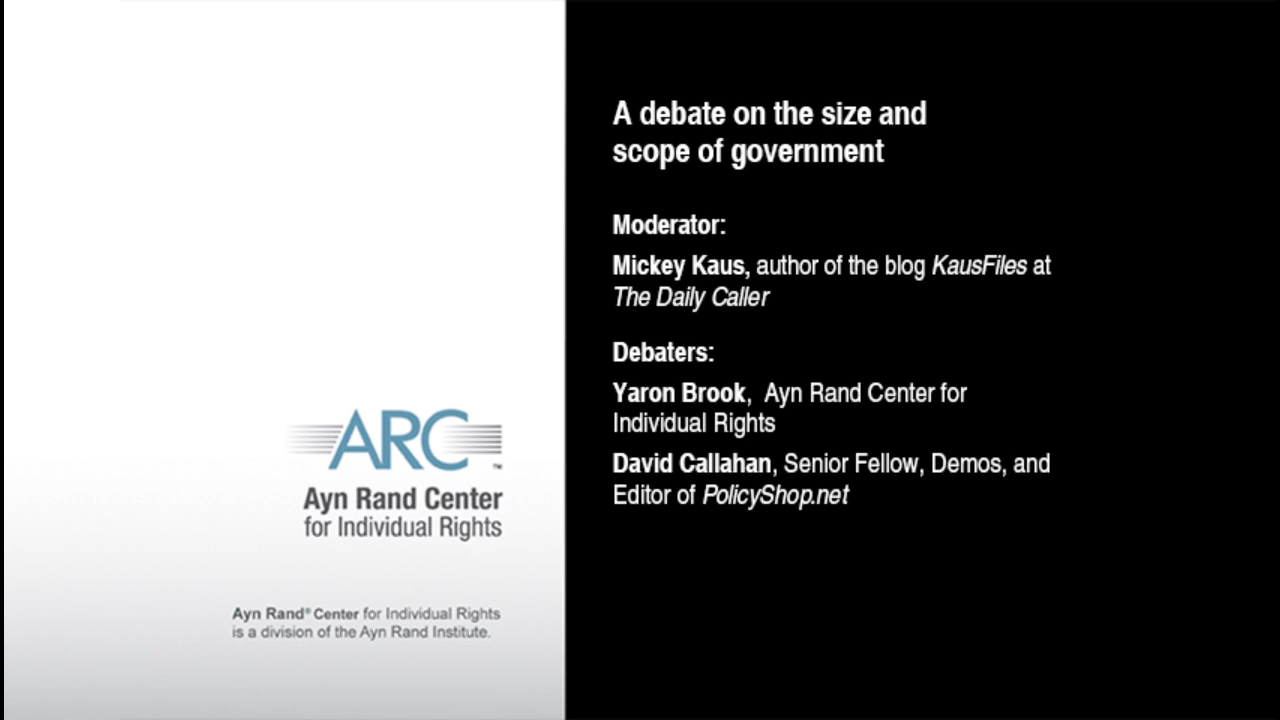 ARC™
Ayn Rand Center
for Individual Rights
Ayn Rand® Center for Individual Rights
is a division of the Ayn Rand Institute.
A debate on the size and
scope of government
Moderator:
Mickey Kaus, author of the blog KausFiles at
The Daily Caller
Debaters:
Yaron Brook, Ayn Rand Center for
Individual Rights
David Callahan, Senior Fellow, Demos, and
Editor of PolicyShop.net